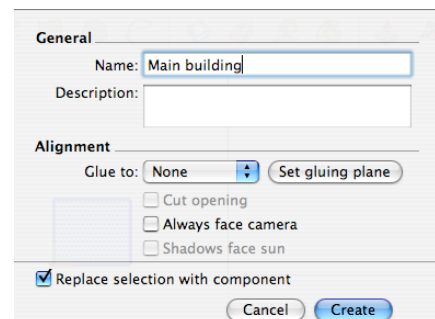 General
Name: Main building
Description:
Alignment
Glue to: None Set gluing plane
Cut opening
Always face camera
Shadows face sun
Replace selection with component
Cancel Create